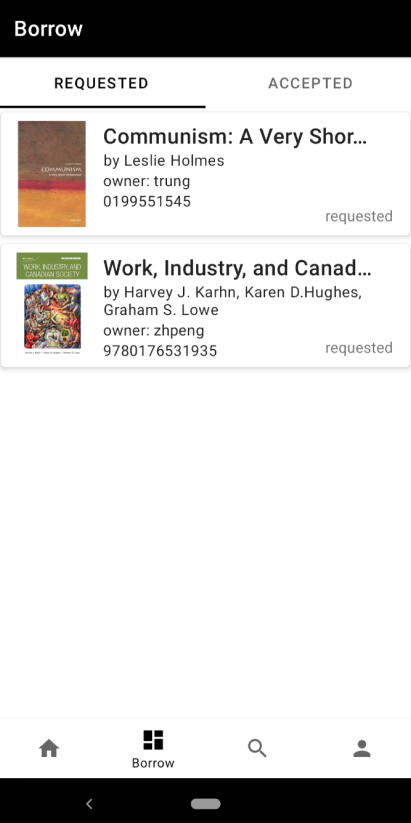 Borrow
REQUESTED
ACCEPTED
COMMUNISM
Communism: A Very Shor...
by Leslie Holmes
owner: trung
0199551545
requested
WORK, INDUSTRY, AND
CANADIAN SOCIETY
Work, Industry, and Canad...
by Harvey J. Karhn, Karen D.Hughes,
Graham S. Lowe
owner: zhpeng
9780176531935
requested
Borrow